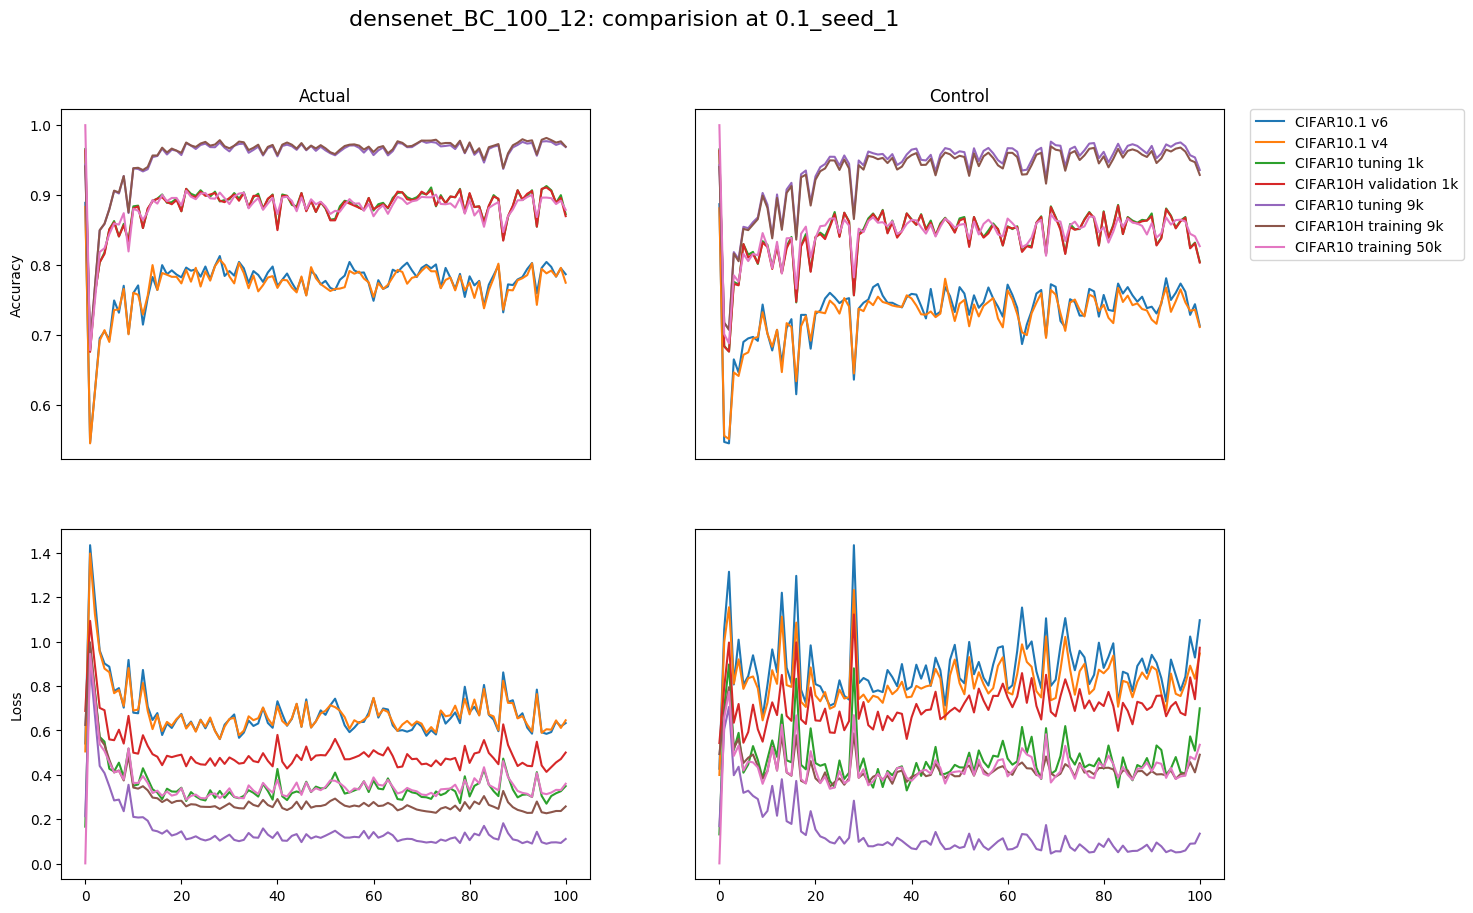 densenet_BC_100_12: comparision at 0.1_seed_1
Actual
Control
CIFAR10.1 v6
CIFAR10.1 v4
CIFAR10 tuning 1k
CIFAR10H validation 1k
CIFAR10 tuning 9k
CIFAR10H training 9k
CIFAR10 training 50k
Accuracy
1.0
0.9
0.8
0.7
0.6
Loss
1.4
1.2
1.0
0.8
0.6
0.4
0.2
0.0
0 20 40 60 80 100
0 20 40 60 80 100